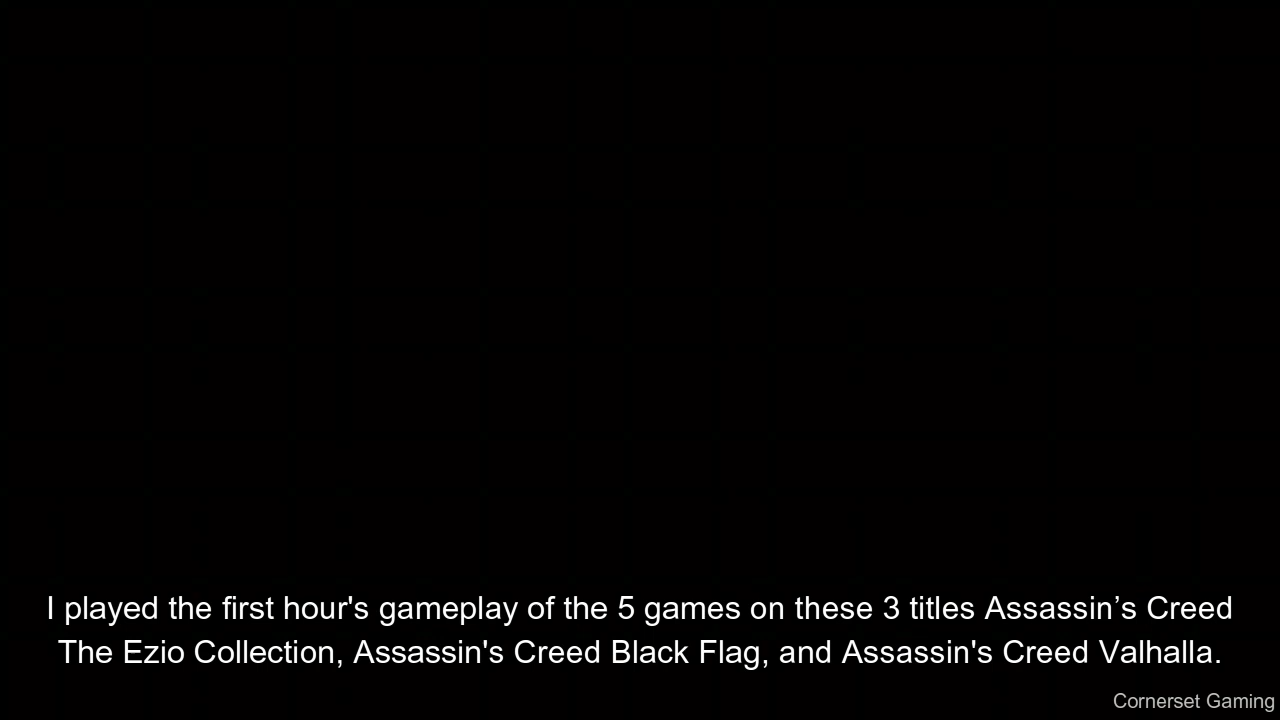 I played the first hour's gameplay of the 5 games on these 3 titles Assassin’s Creed
The Ezio Collection, Assassin's Creed Black Flag, and Assassin's Creed Valhalla.
Cornerset Gaming